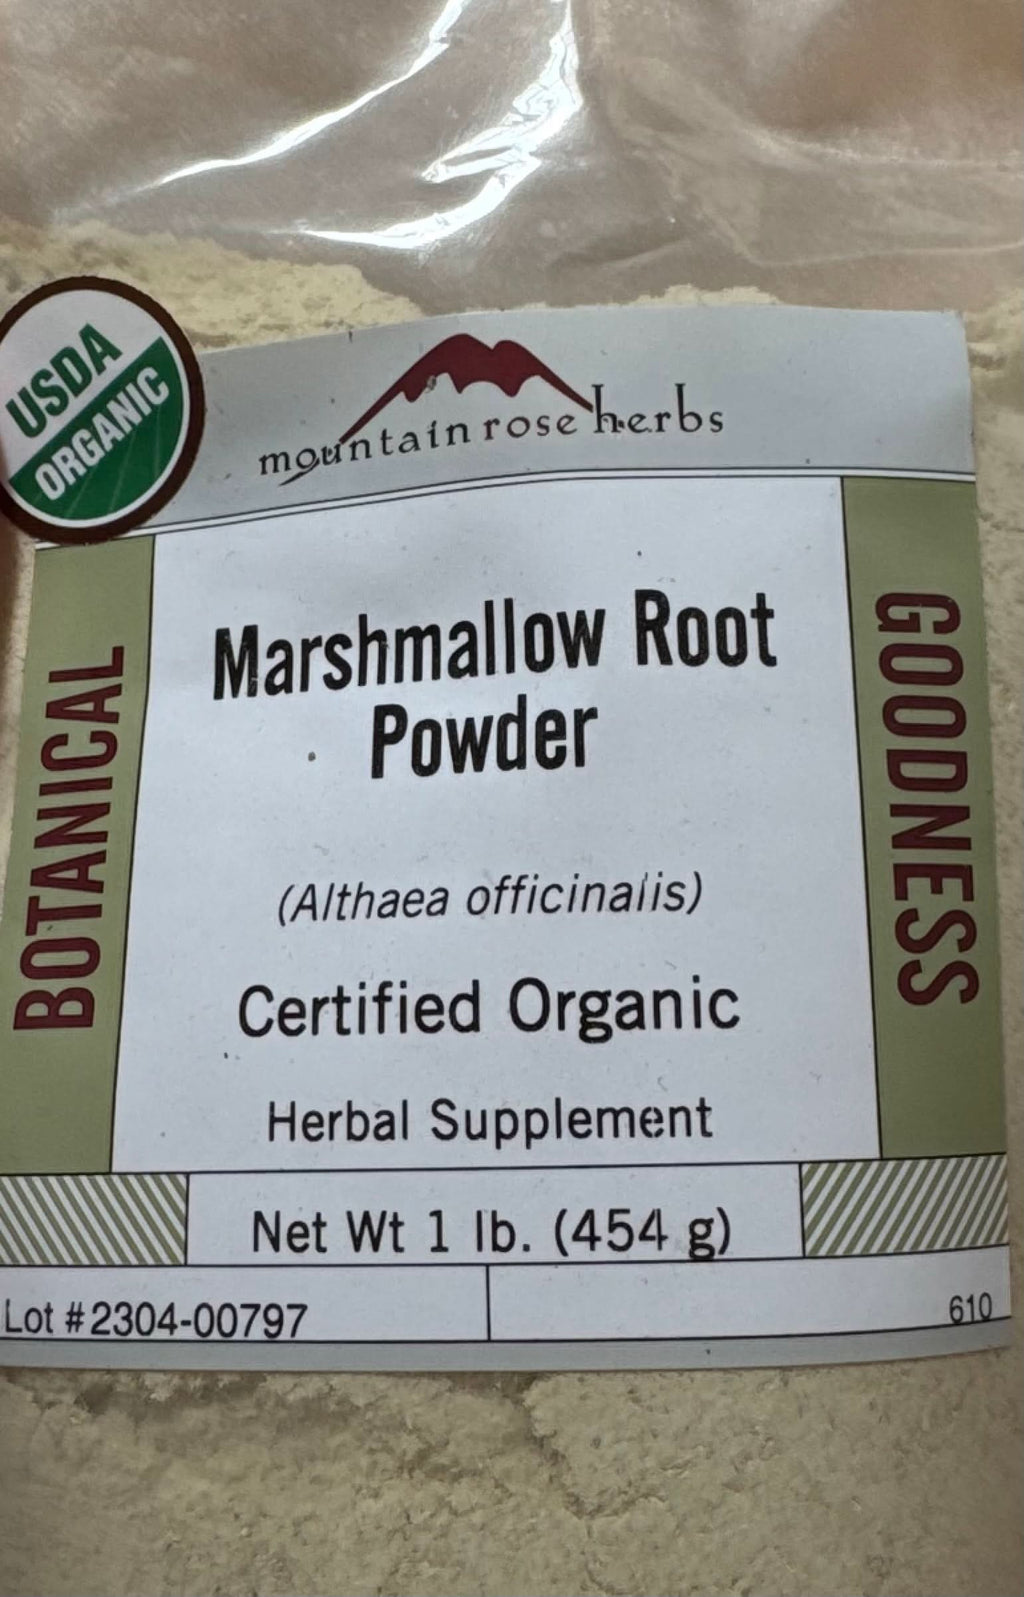 USDA
ORGANIC
mountain rose herbs
BOTANICAL
GOODNESS
Marshmallow Root
Powder
(Althaea officinalis)
Certified Organic
Herbal Supplement
Net Wt 1 lb. (454 g)
Lot #2304-00797
610